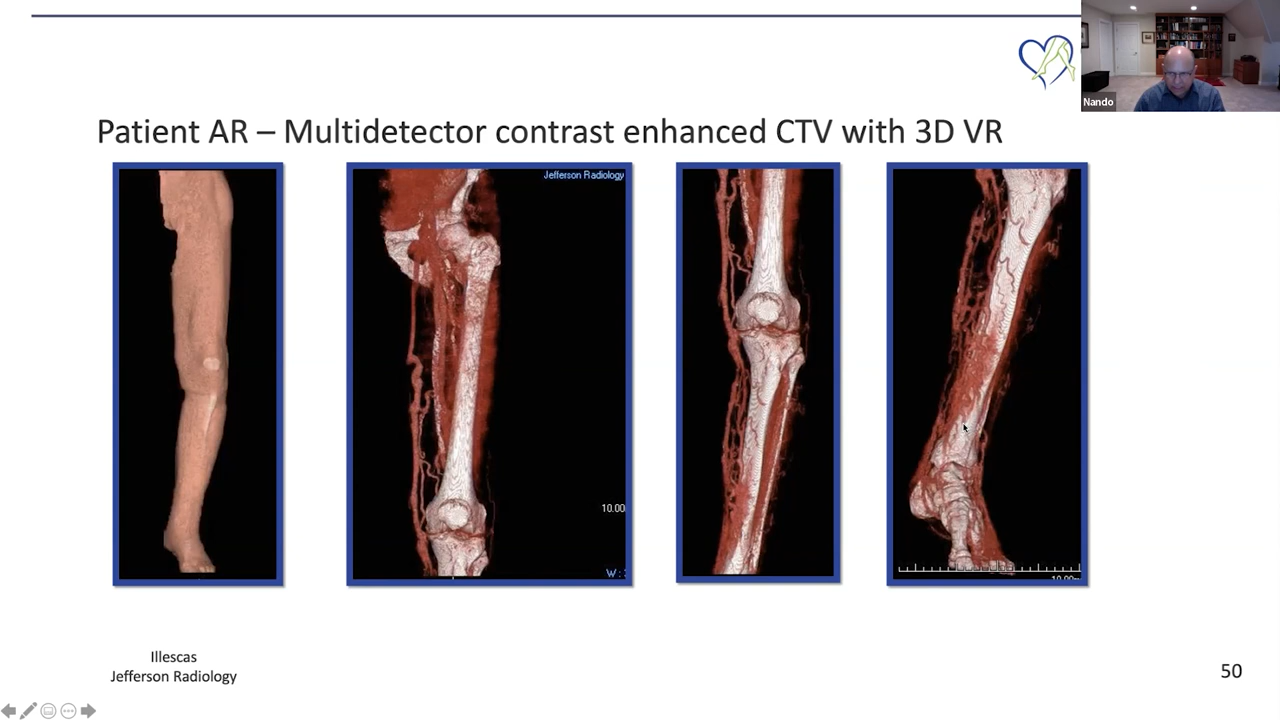 Nando
Patient AR – Multidetector contrast enhanced CTV with 3D VR
Jefferson Radiology
10.00
W:
Illescas
Jefferson Radiology
50